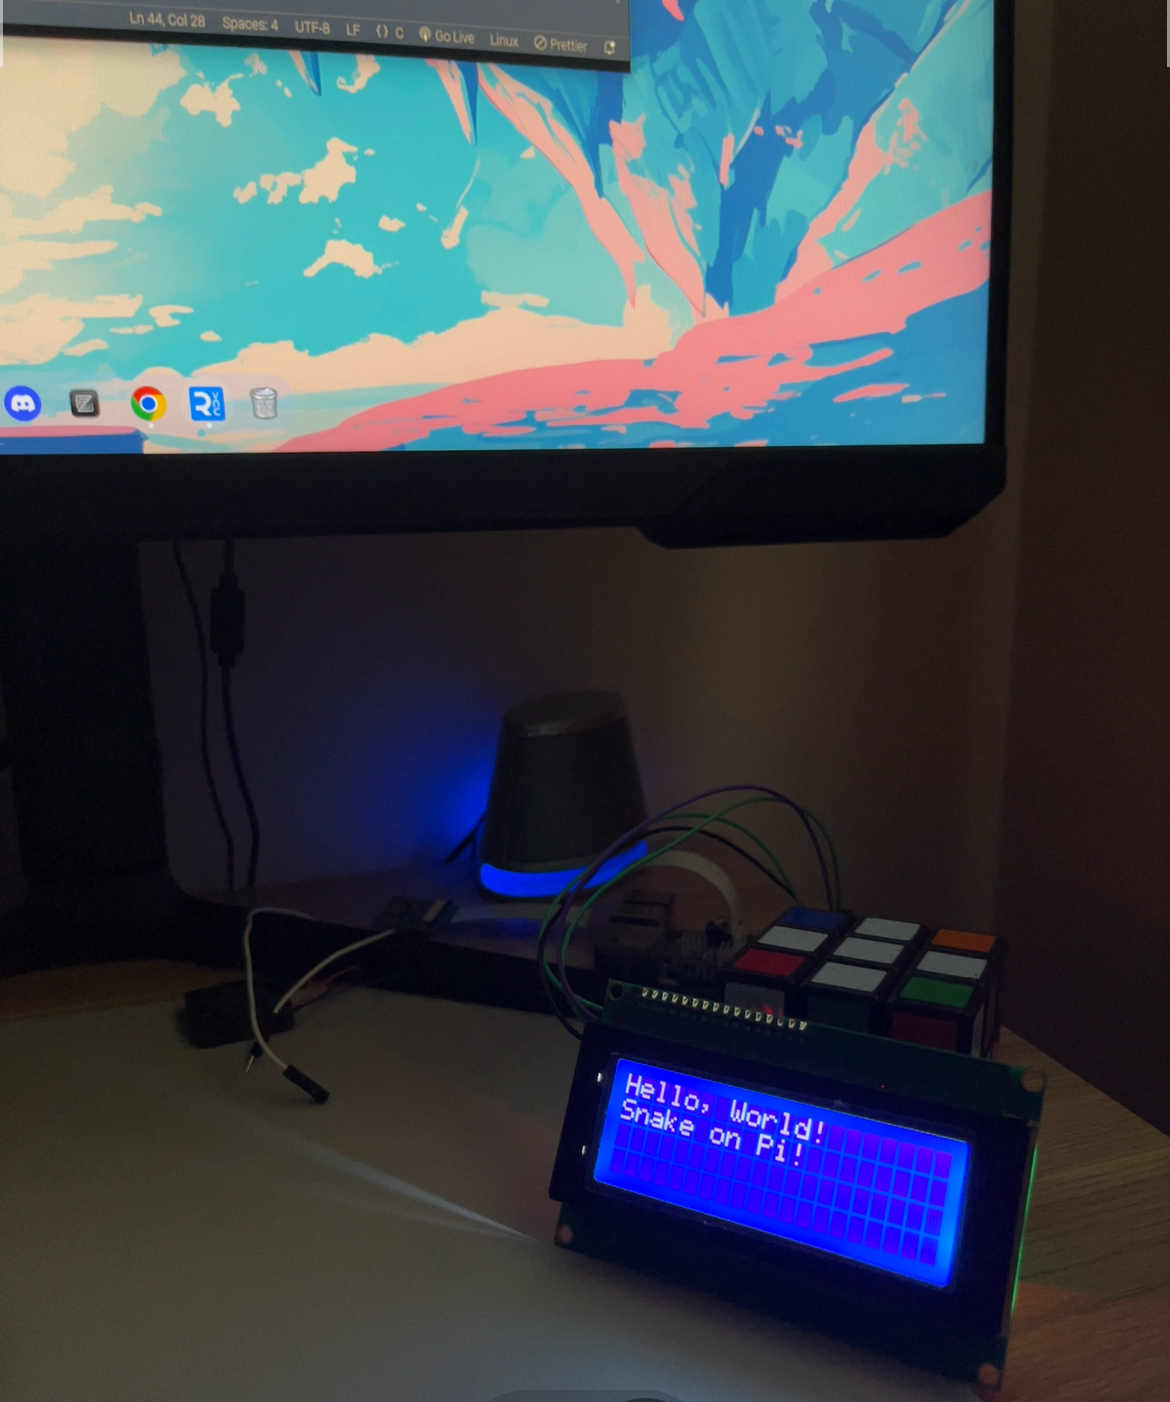 Ln 44, Col 28 Spaces: 4 UTF-8 LF {} C Go Live Linux Prettier
Hello, World!
Snake on Pi!